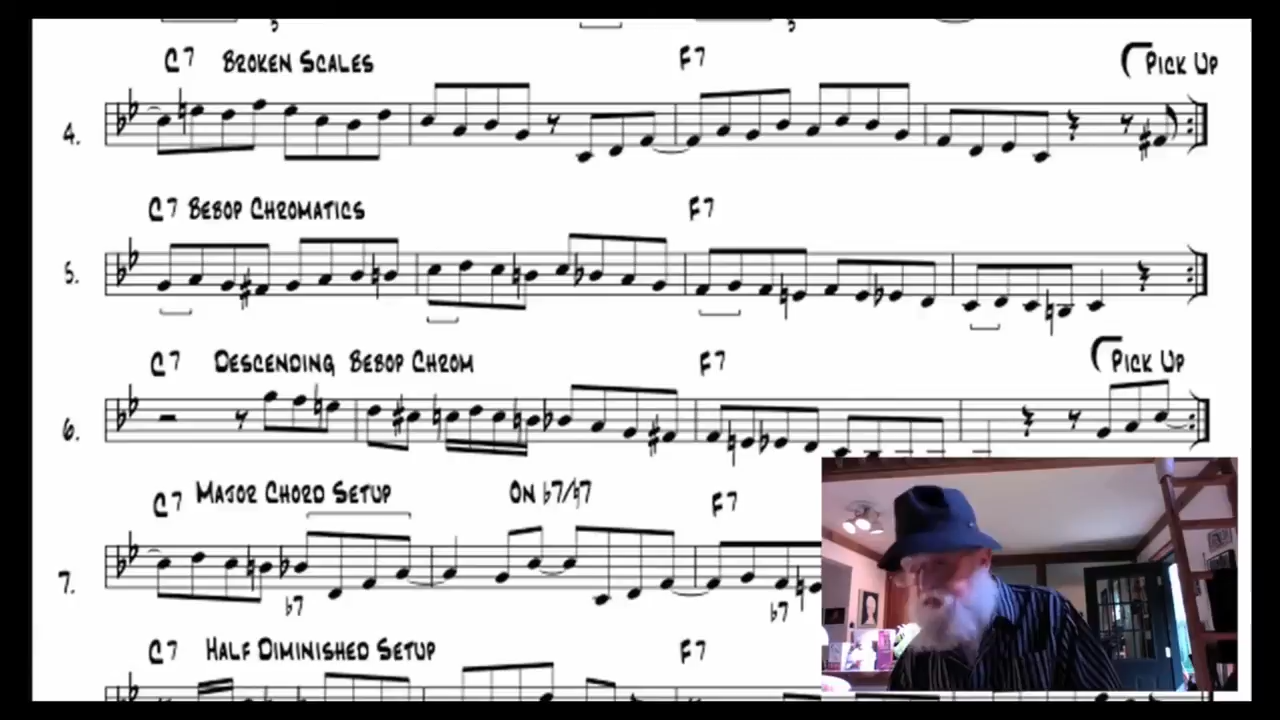 C7 BROKEN SCALES F7 PICK UP
4.
C7 BEBOP CHROMATICS F7
5.
C7 DESCENDING BEBOP CHROM F7 PICK UP
6.
C7 MAJOR CHORD SETUP ON ♭7/♭7 F7
7.
♭7 ♭7
C7 HALF DIMINISHED SETUP F7